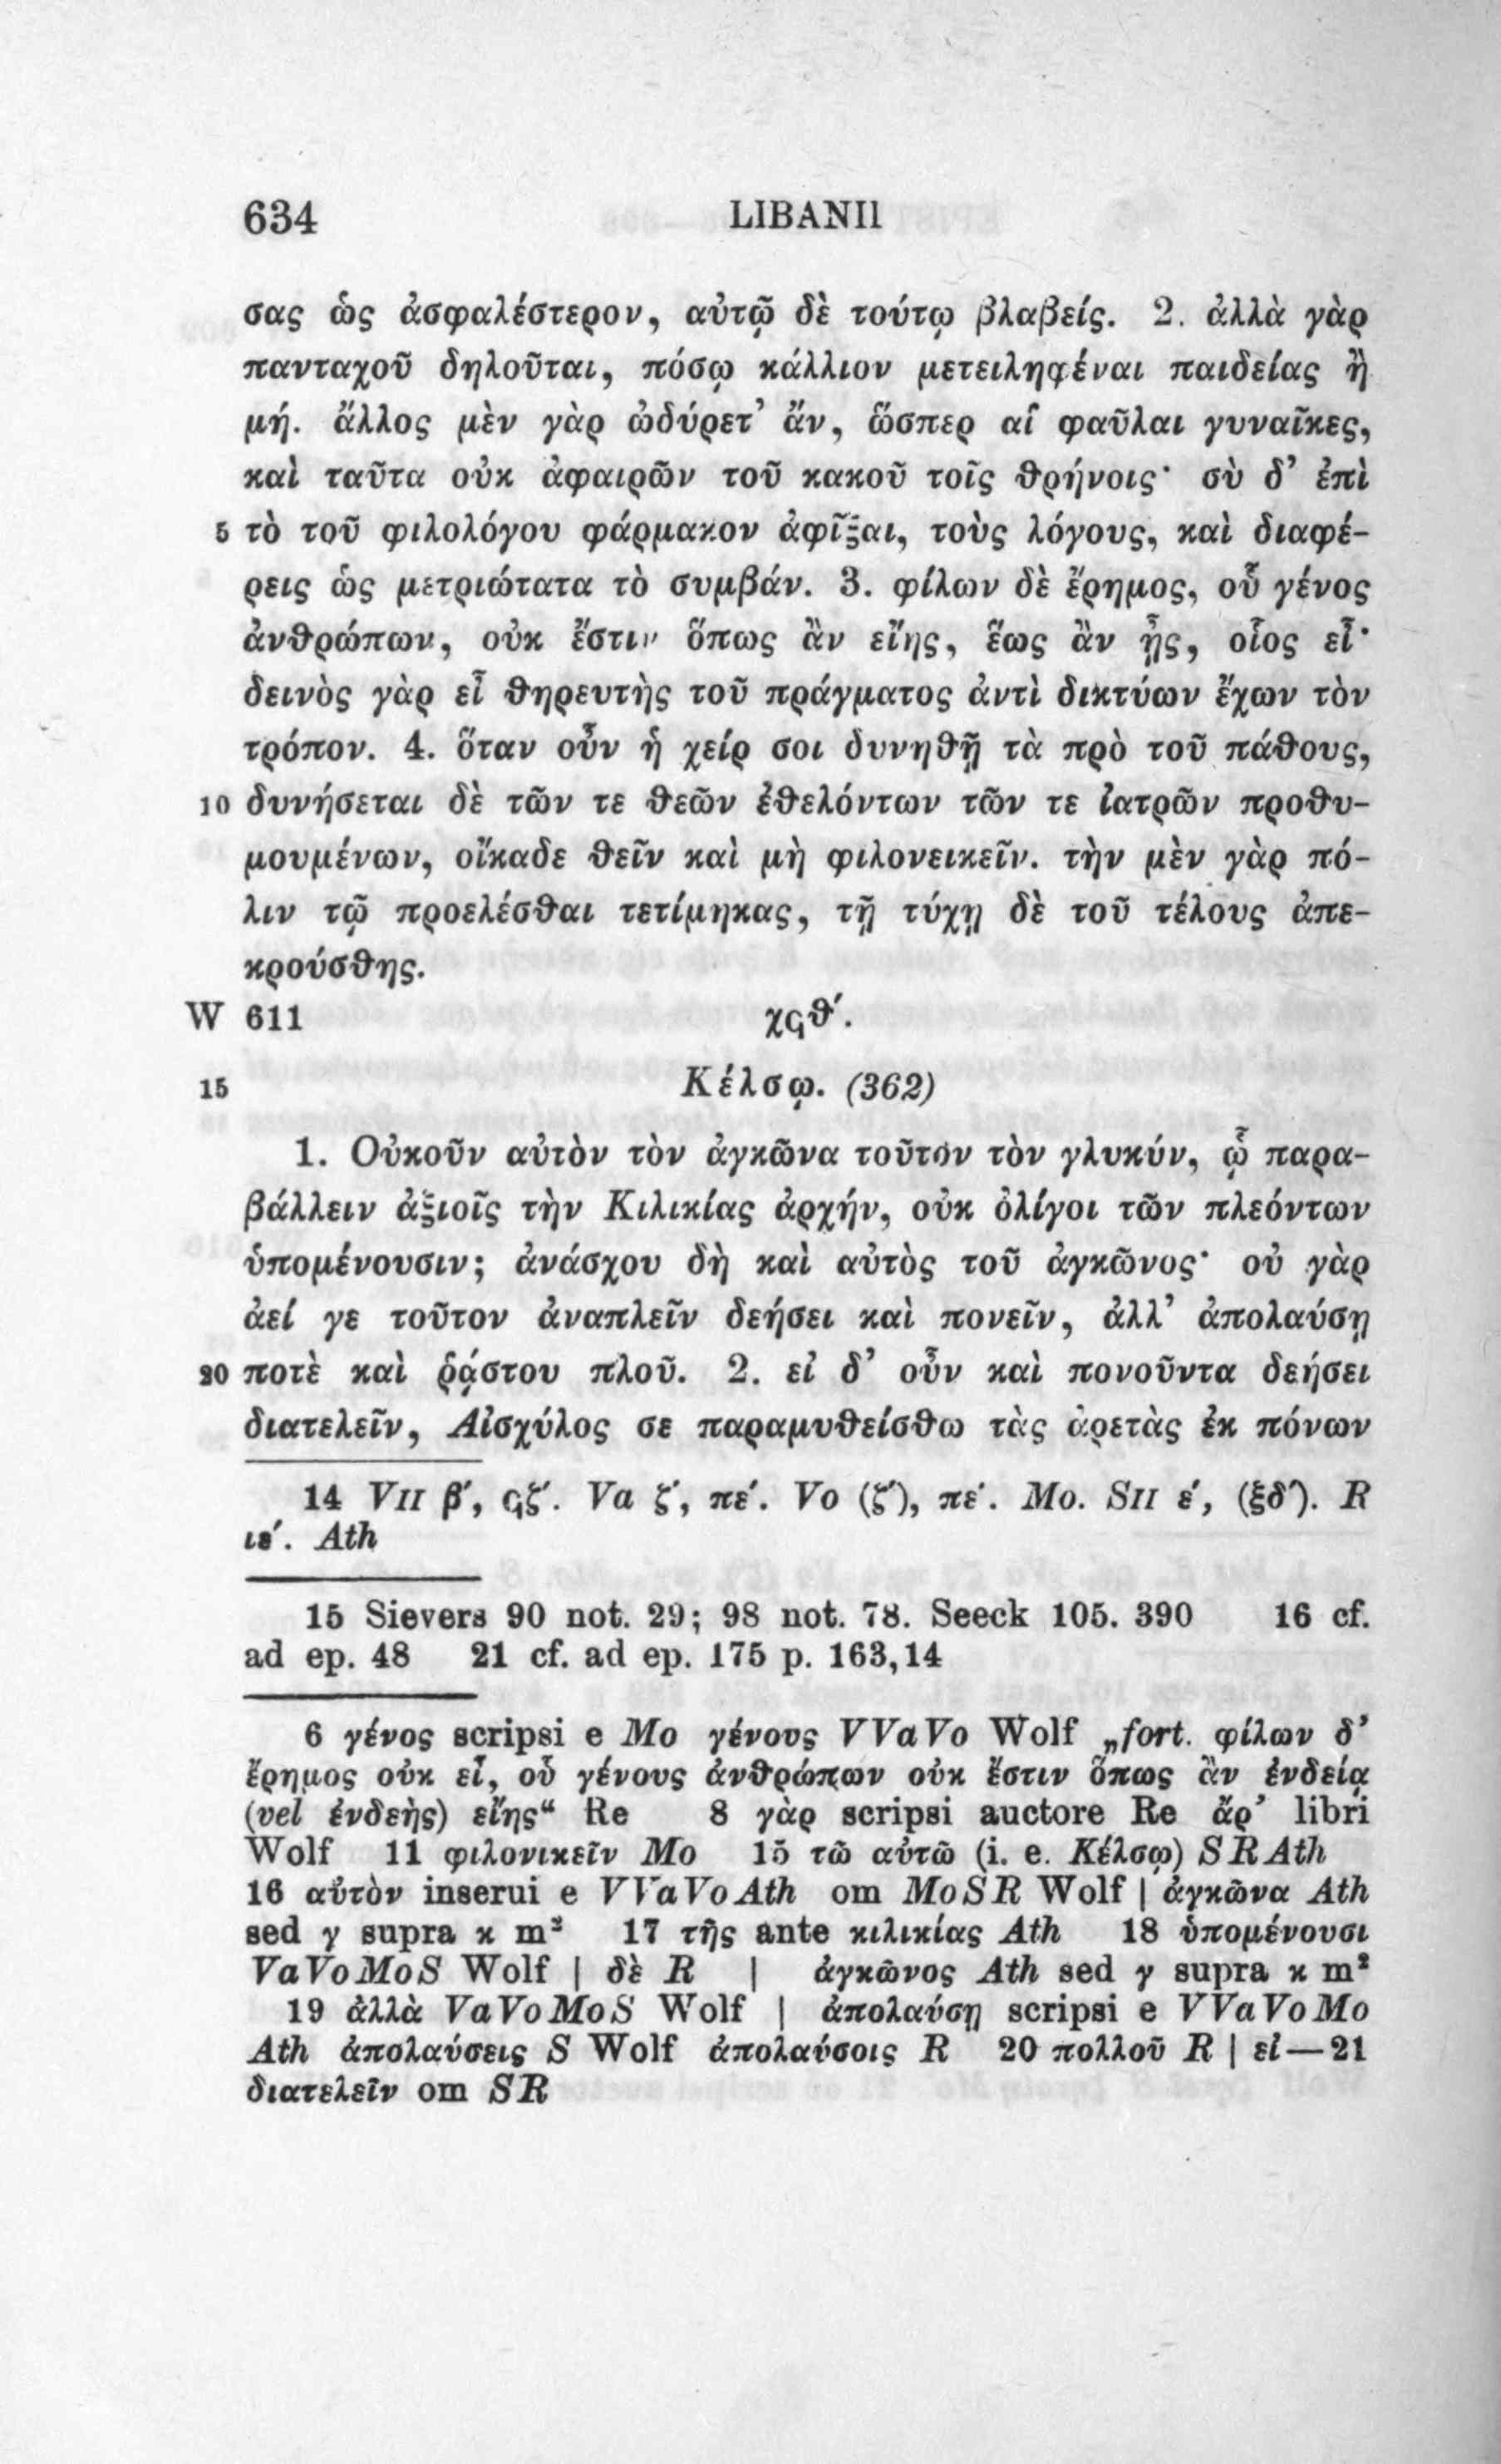 634 LIBANII
σας ὡς ἀσφαλέστερον, αὐτῷ δὲ τούτῳ βλαβείς. 2. ἀλλὰ γὰρ
πανταχοῦ δηλοῦται, πόσῳ κάλλιον μετειληφέναι παιδείας ἢ
μή. ἄλλος μὲν γὰρ ὠδύρετ’ ἄν, ὥσπερ αἱ φαῦλαι γυναῖκες,
καὶ ταῦτα οὐκ ἀφαιρῶν τοῦ κακοῦ τοῖς θρήνοις· σὺ δ’ ἐπὶ
5 τὸ τοῦ φιλολόγου φάρμακον ἀφῖξαι, τοὺς λόγους, καὶ διαφέ-
ρεις ὡς μετριώτατα τὸ συμβάν. 3. φίλων δὲ ἔρημος, οὗ γένος
ἀνθρώπων, οὐκ ἔστιν ὅπως ἂν εἴης, ἕως ἂν ᾖς, οἷος εἶ·
δεινὸς γὰρ εἶ θηρευτὴς τοῦ πράγματος ἀντὶ δικτύων ἔχων τὸν
τρόπον. 4. ὅταν οὖν ἡ χείρ σοι δυνηθῇ τὰ πρὸ τοῦ πάθους,
10 δυνήσεται δὲ τῶν τε θεῶν ἐθελόντων τῶν τε ἰατρῶν προθυ-
μουμένων, οἴκαδε θεῖν καὶ μὴ φιλονεικεῖν. τὴν μὲν γὰρ πό-
λιν τῷ προελέσθαι τετίμηκας, τῇ τύχῃ δὲ τοῦ τέλους ἀπε-
κρούσθης.
W 611 χϟθ′.
15 Κέλσῳ. (362)
1. Οὐκοῦν αὐτὸν τὸν ἀγκῶνα τοῦτον τὸν γλυκύν, ᾧ παρα-
βάλλειν ἀξιοῖς τὴν Κιλικίας ἀρχήν, οὐκ ὀλίγοι τῶν πλεόντων
ὑπομένουσιν; ἀνάσχου δὴ καὶ αὐτὸς τοῦ ἀγκῶνος· οὐ γὰρ
ἀεί γε τοῦτον ἀναπλεῖν δεήσει καὶ πονεῖν, ἀλλ’ ἀπολαύσῃ
20 ποτὲ καὶ ῥᾴστου πλοῦ. 2. εἰ δ’ οὖν καὶ πονοῦντα δεήσει
διατελεῖν, Αἰσχύλος σε παραμυθείσθω τὰς ἀρετὰς ἐκ πόνων
14 VII β′, ϟζ′. Va ζ′, πε′. Vo (ζ′), πε′. Mo. SII ε′, (ξδ′). R
ιε′. Ath
15 Sievers 90 not. 29; 98 not. 78. Seeck 105. 390 16 cf.
ad ep. 48 21 cf. ad ep. 175 p. 163,14
6 γένος scripsi e Mo γένους VVaVo Wolf „fort. φίλων δ’
ἔρημος οὐκ εἶ, οὗ γένους ἀνθρώπων οὐκ ἔστιν ὅπως ἂν ἐνδείᾳ
(vel ἐνδεὴς) εἴης“ Re 8 γὰρ scripsi auctore Re ἄρ’ libri
Wolf 11 φιλονικεῖν Mo 15 τῶ αὐτῶ (i. e. Κέλσῳ) SRAth
16 αὐτὸν inserui e VVaVoAth om MoSR Wolf | ἀγκῶνα Ath
sed γ supra κ m² 17 τῆς ante κιλικίας Ath 18 ὑπομένουσι
VaVoMoS Wolf | δὲ R | ἀγκῶνος Ath sed γ supra κ m²
19 ἀλλὰ VaVoMoS Wolf | ἀπολαύσῃ scripsi e VVaVoMo
Ath ἀπολαύσεις S Wolf ἀπολαύσοις R 20 πολλοῦ R | εἰ—21
διατελεῖν om SR